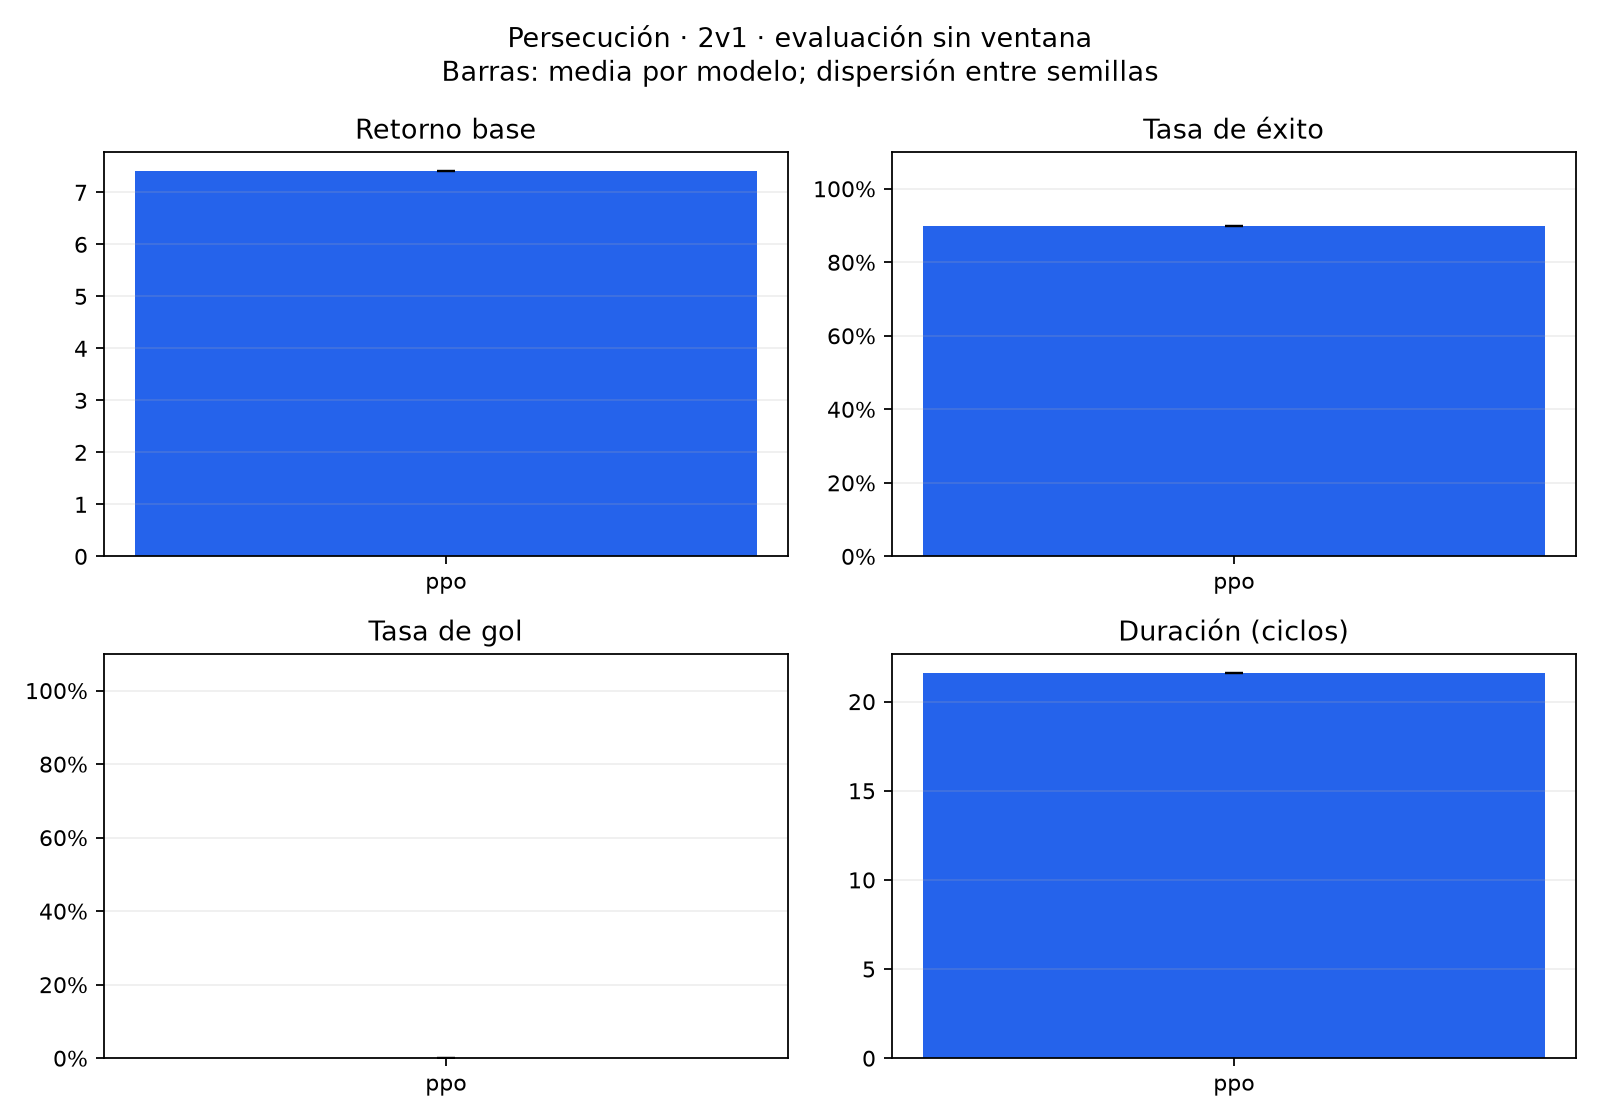 Persecución · 2v1 · evaluación sin ventana
Barras: media por modelo; dispersión entre semillas
Retorno base
7
6
5
4
3
2
1
0
ppo
Tasa de éxito
100%
80%
60%
40%
20%
0%
ppo
Tasa de gol
100%
80%
60%
40%
20%
0%
ppo
Duración (ciclos)
20
15
10
5
0
ppo